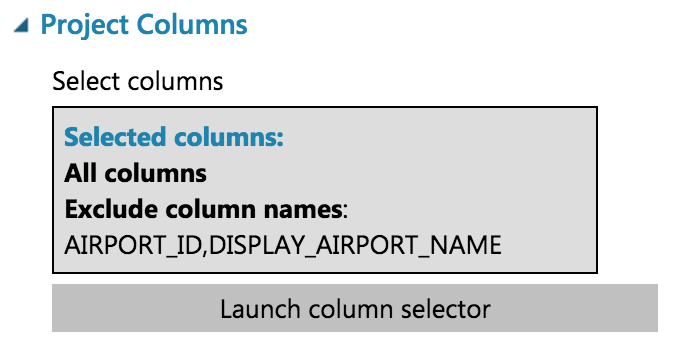 Project Columns
Select columns
Selected columns:
All columns
Exclude column names:
AIRPORT_ID,DISPLAY_AIRPORT_NAME
Launch column selector